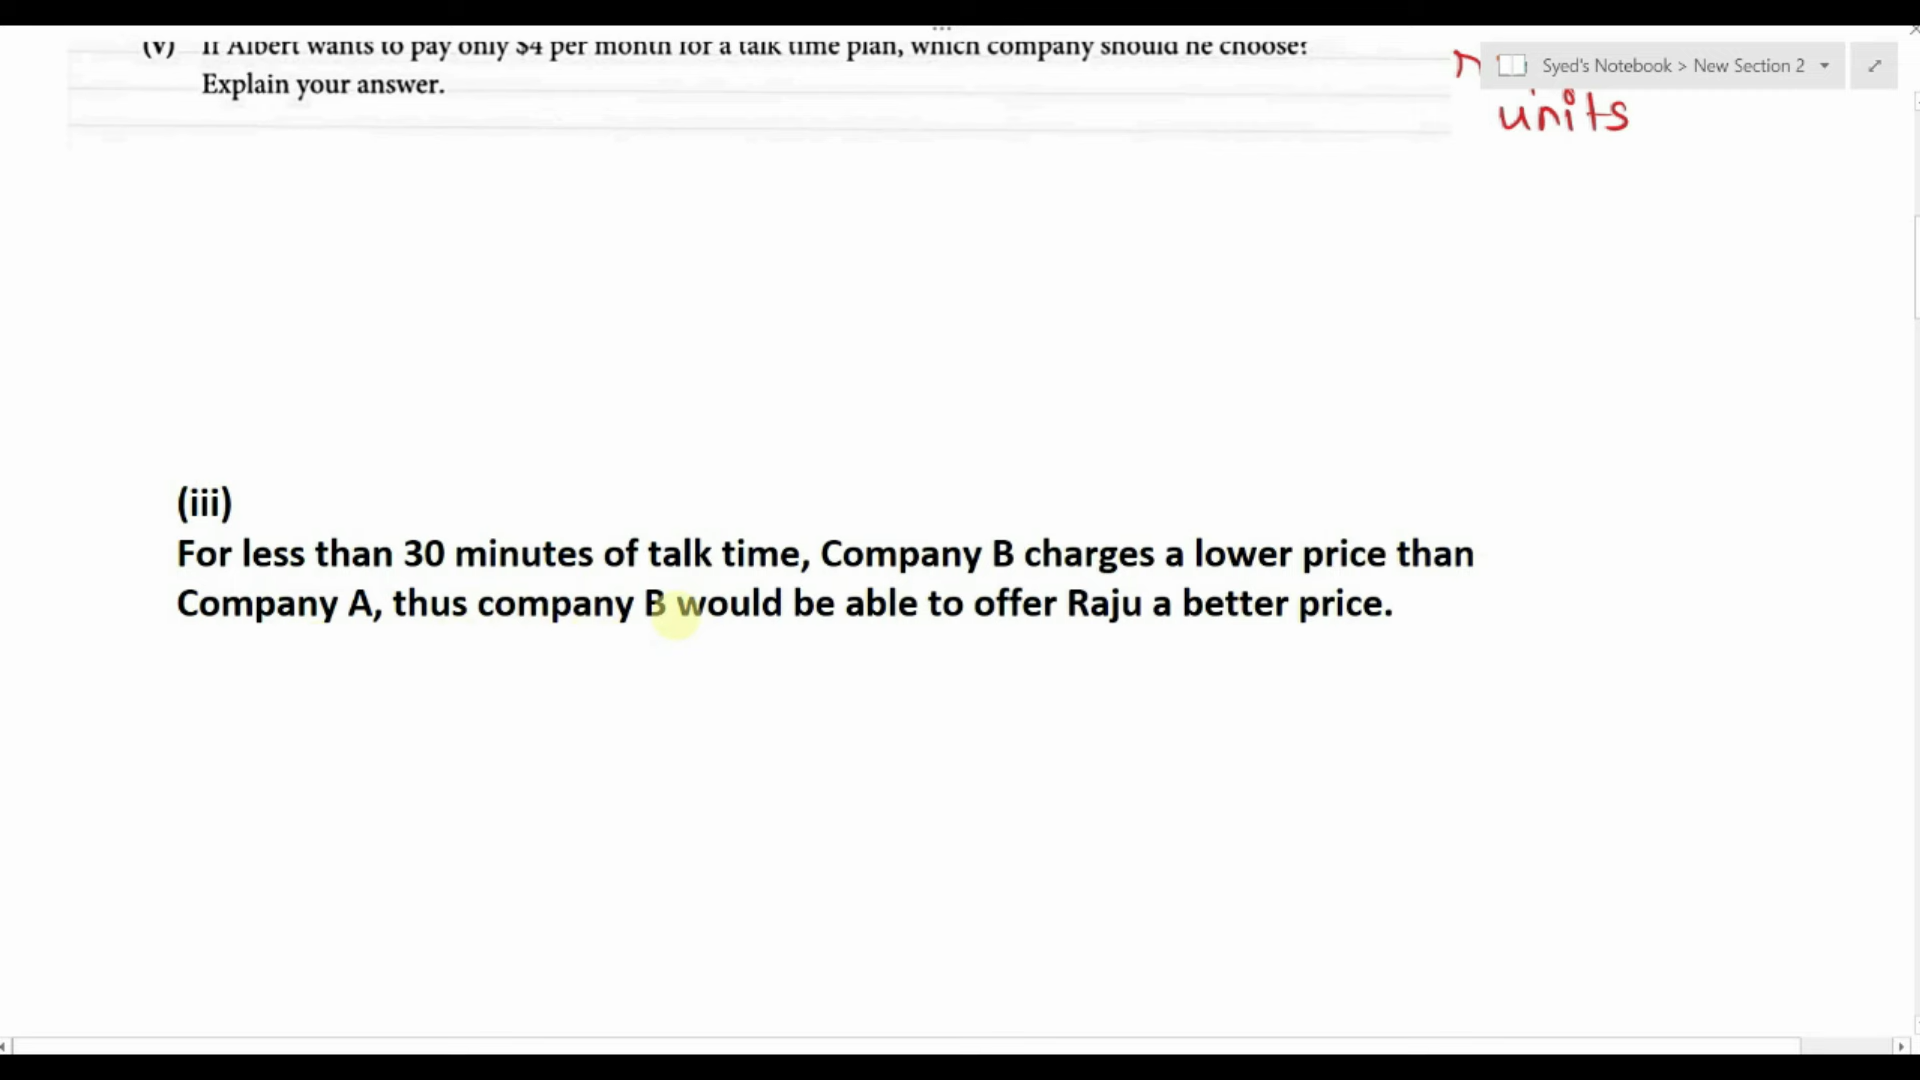 (v) If Albert wants to pay only $4 per month for a talk time plan, which company should he choose?
Explain your answer.
Syed's Notebook > New Section 2
units
(iii)
For less than 30 minutes of talk time, Company B charges a lower price than
Company A, thus company B would be able to offer Raju a better price.